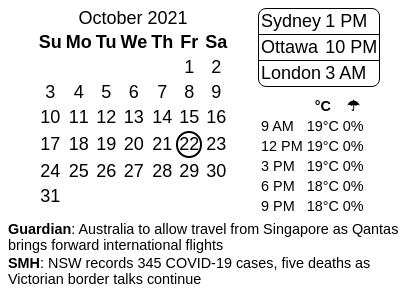 October 2021
Su Mo Tu We Th Fr Sa
1 2
3 4 5 6 7 8 9
10 11 12 13 14 15 16
17 18 19 20 21 22 23
24 25 26 27 28 29 30
31
Sydney 1 PM
Ottawa 10 PM
London 3 AM
°C ☂
9 AM 19°C 0%
12 PM 19°C 0%
3 PM 19°C 0%
6 PM 18°C 0%
9 PM 18°C 0%
Guardian: Australia to allow travel from Singapore as Qantas
brings forward international flights
SMH: NSW records 345 COVID-19 cases, five deaths as
Victorian border talks continue